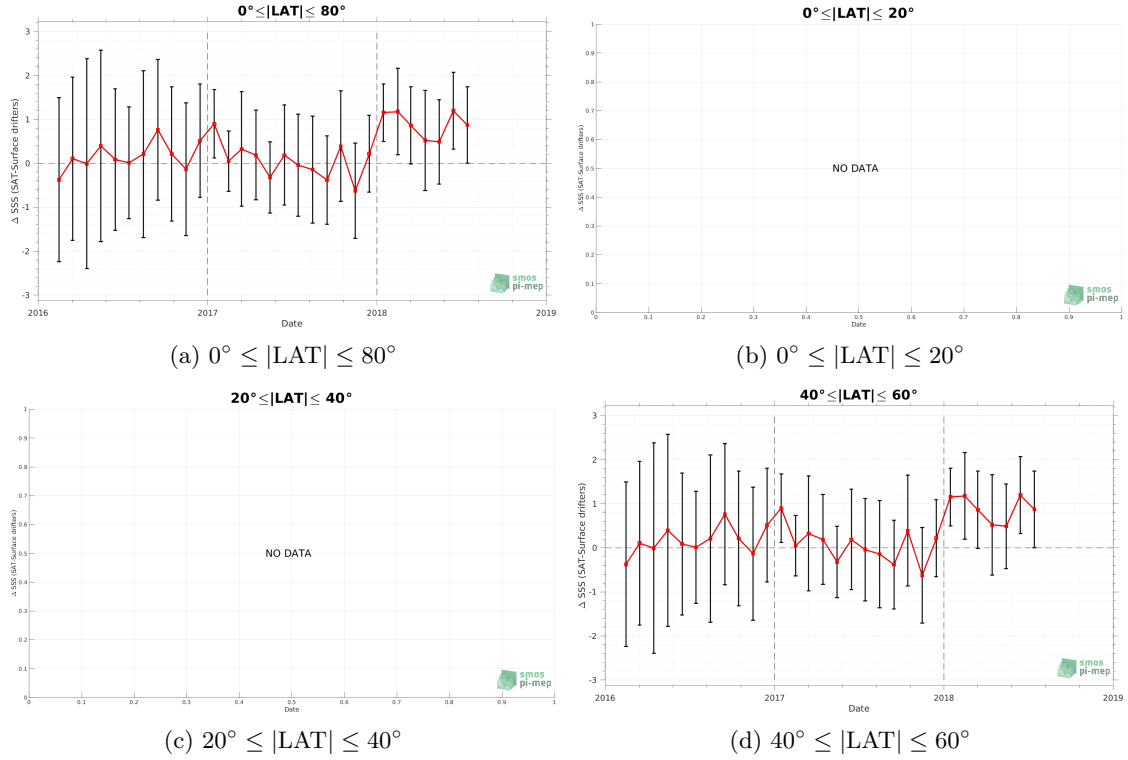 0°≤|LAT|≤ 80°
3
2
1
0
-1
-2
-3
Δ SSS (SAT-Surface drifters)
2016
2017
2018
2019
Date
smos
pi-mep
(a) 0° ≤ |LAT| ≤ 80°
0°≤|LAT|≤ 20°
1
0.9
0.8
0.7
0.6
0.5
0.4
0.3
0.2
0.1
0
Δ SSS (SAT-Surface drifters)
NO DATA
0
0.1
0.2
0.3
0.4
0.5
0.6
0.7
0.8
0.9
1
Date
smos
pi-mep
(b) 0° ≤ |LAT| ≤ 20°
20°≤|LAT|≤ 40°
1
0.9
0.8
0.7
0.6
0.5
0.4
0.3
0.2
0.1
0
Δ SSS (SAT-Surface drifters)
NO DATA
0
0.1
0.2
0.3
0.4
0.5
0.6
0.7
0.8
0.9
1
Date
smos
pi-mep
(c) 20° ≤ |LAT| ≤ 40°
40°≤|LAT|≤ 60°
3
2
1
0
-1
-2
-3
Δ SSS (SAT-Surface drifters)
2016
2017
2018
2019
Date
smos
pi-mep
(d) 40° ≤ |LAT| ≤ 60°